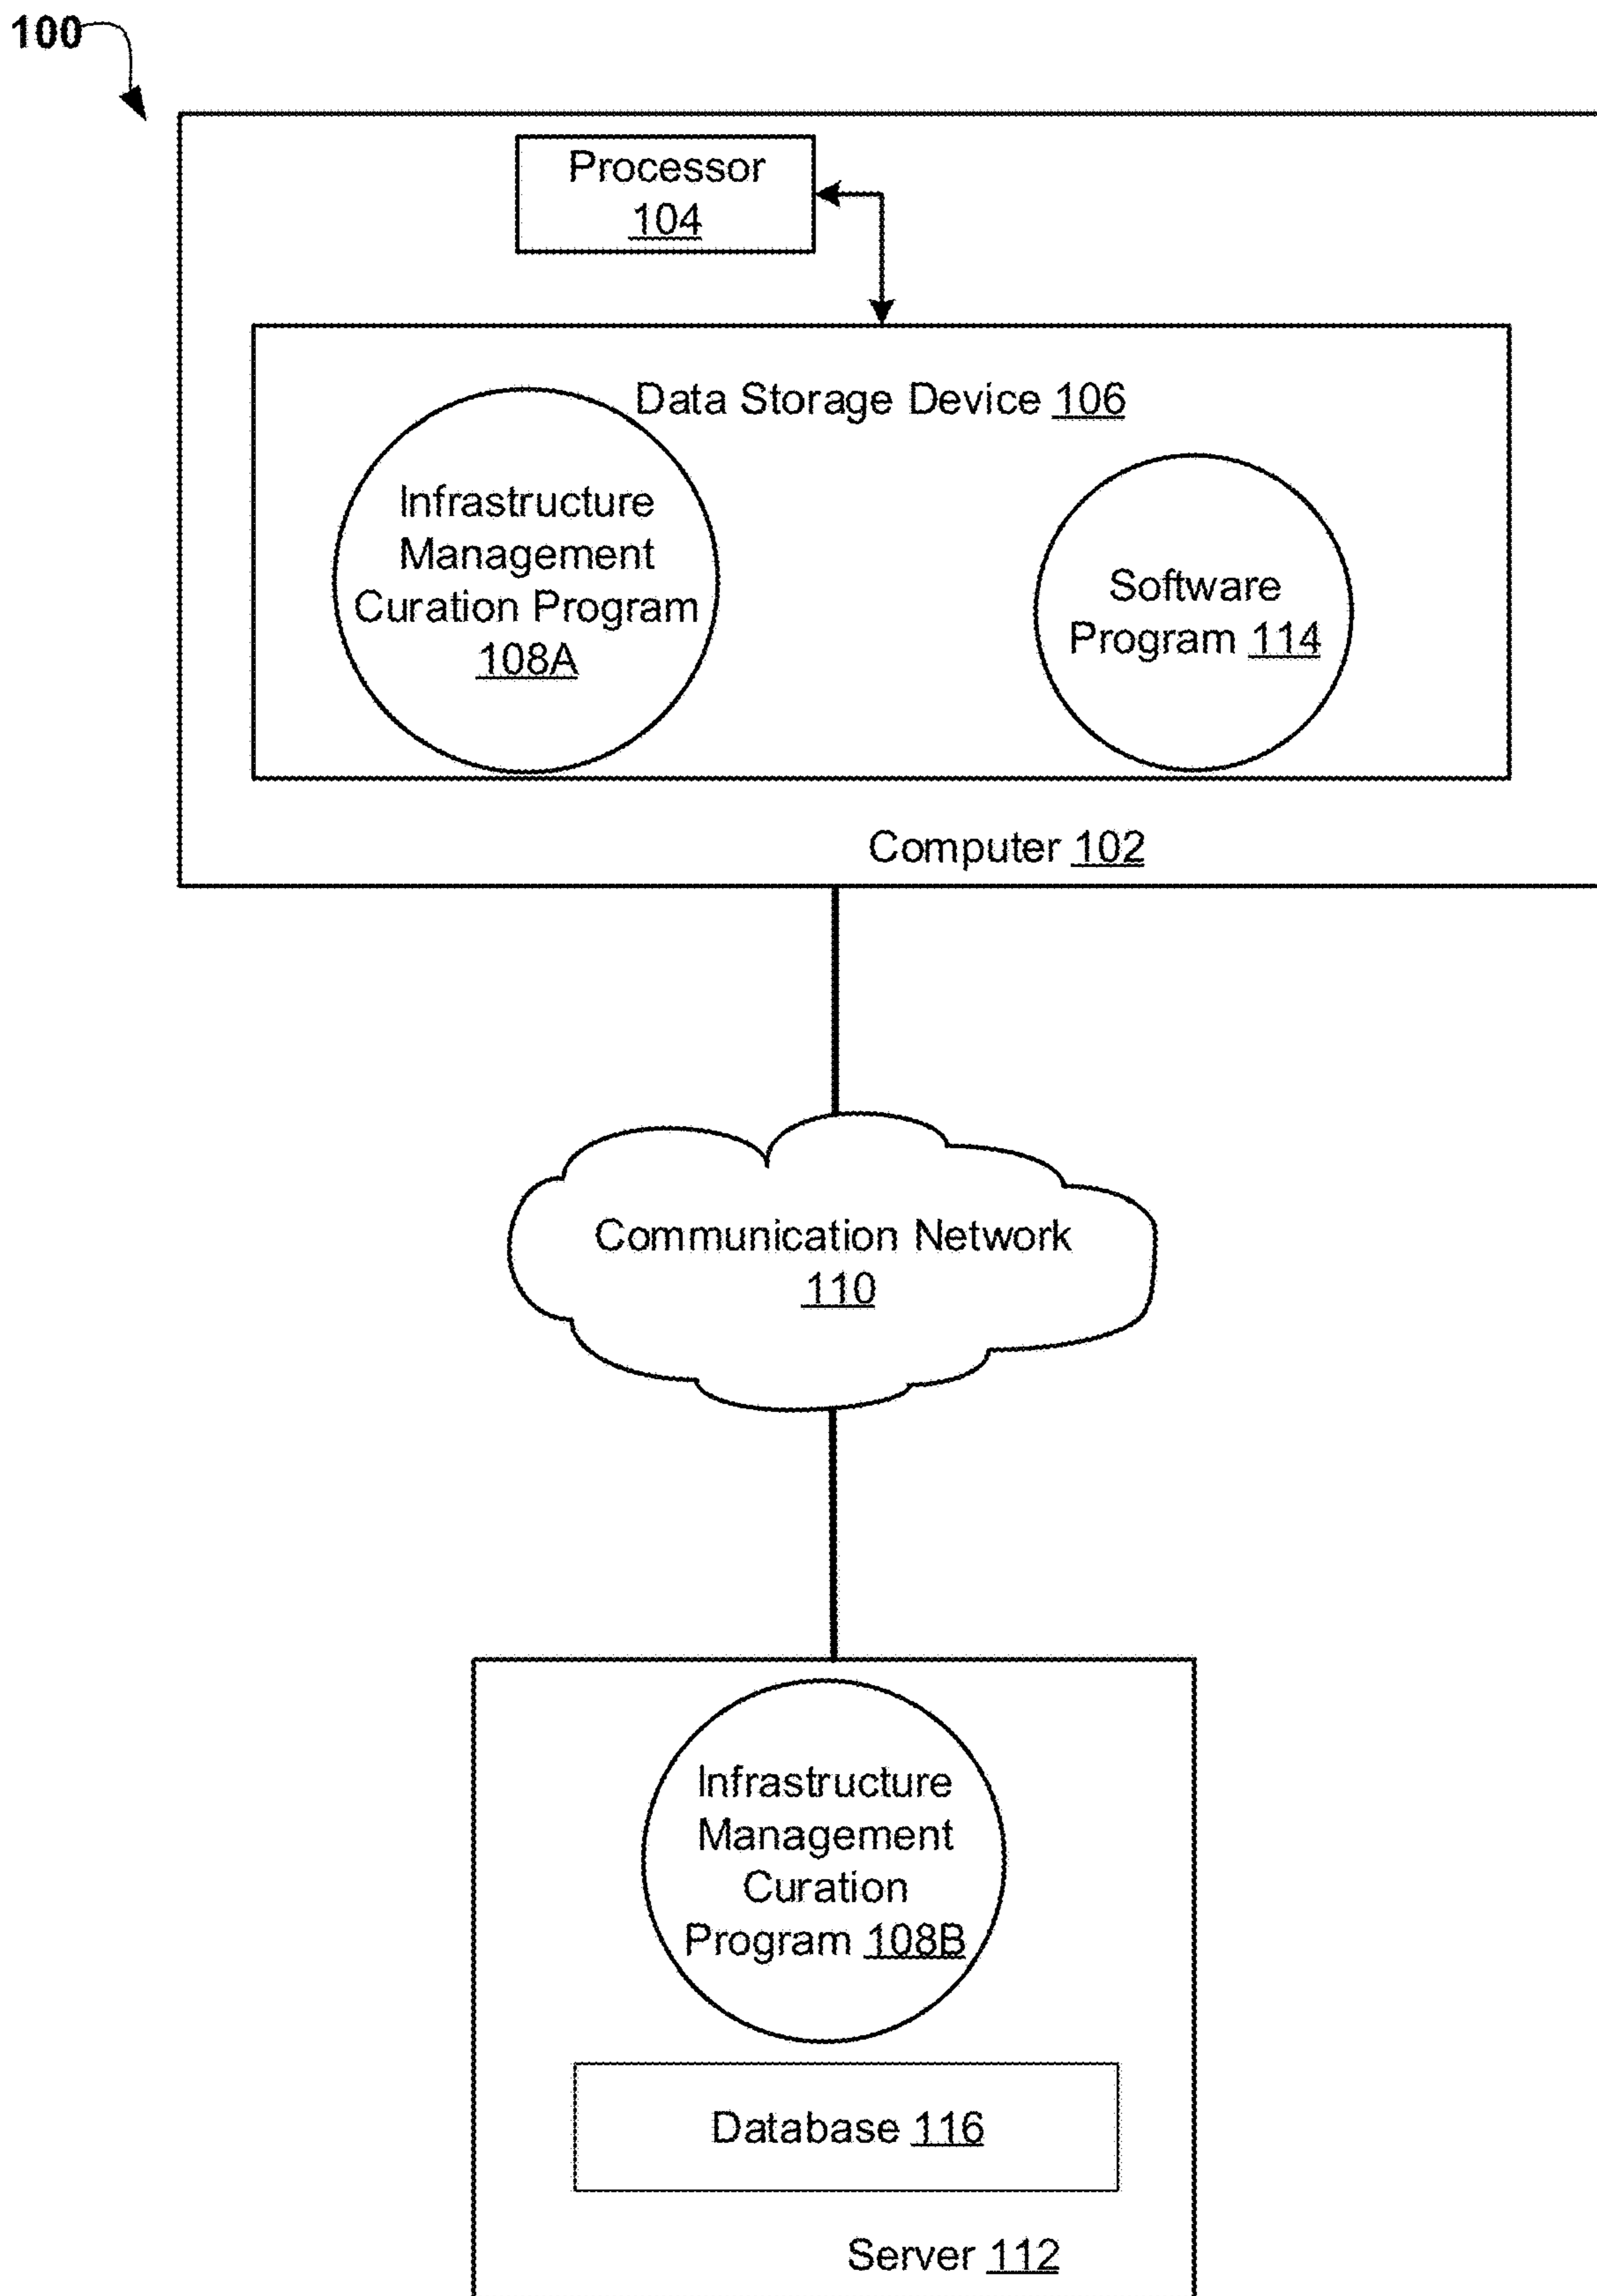 100
Processor
104
Data Storage Device 106
Infrastructure
Management
Curation Program
108A
Software
Program 114
Computer 102
Communication Network
110
Infrastructure
Management
Curation
Program 108B
Database 116
Server 112